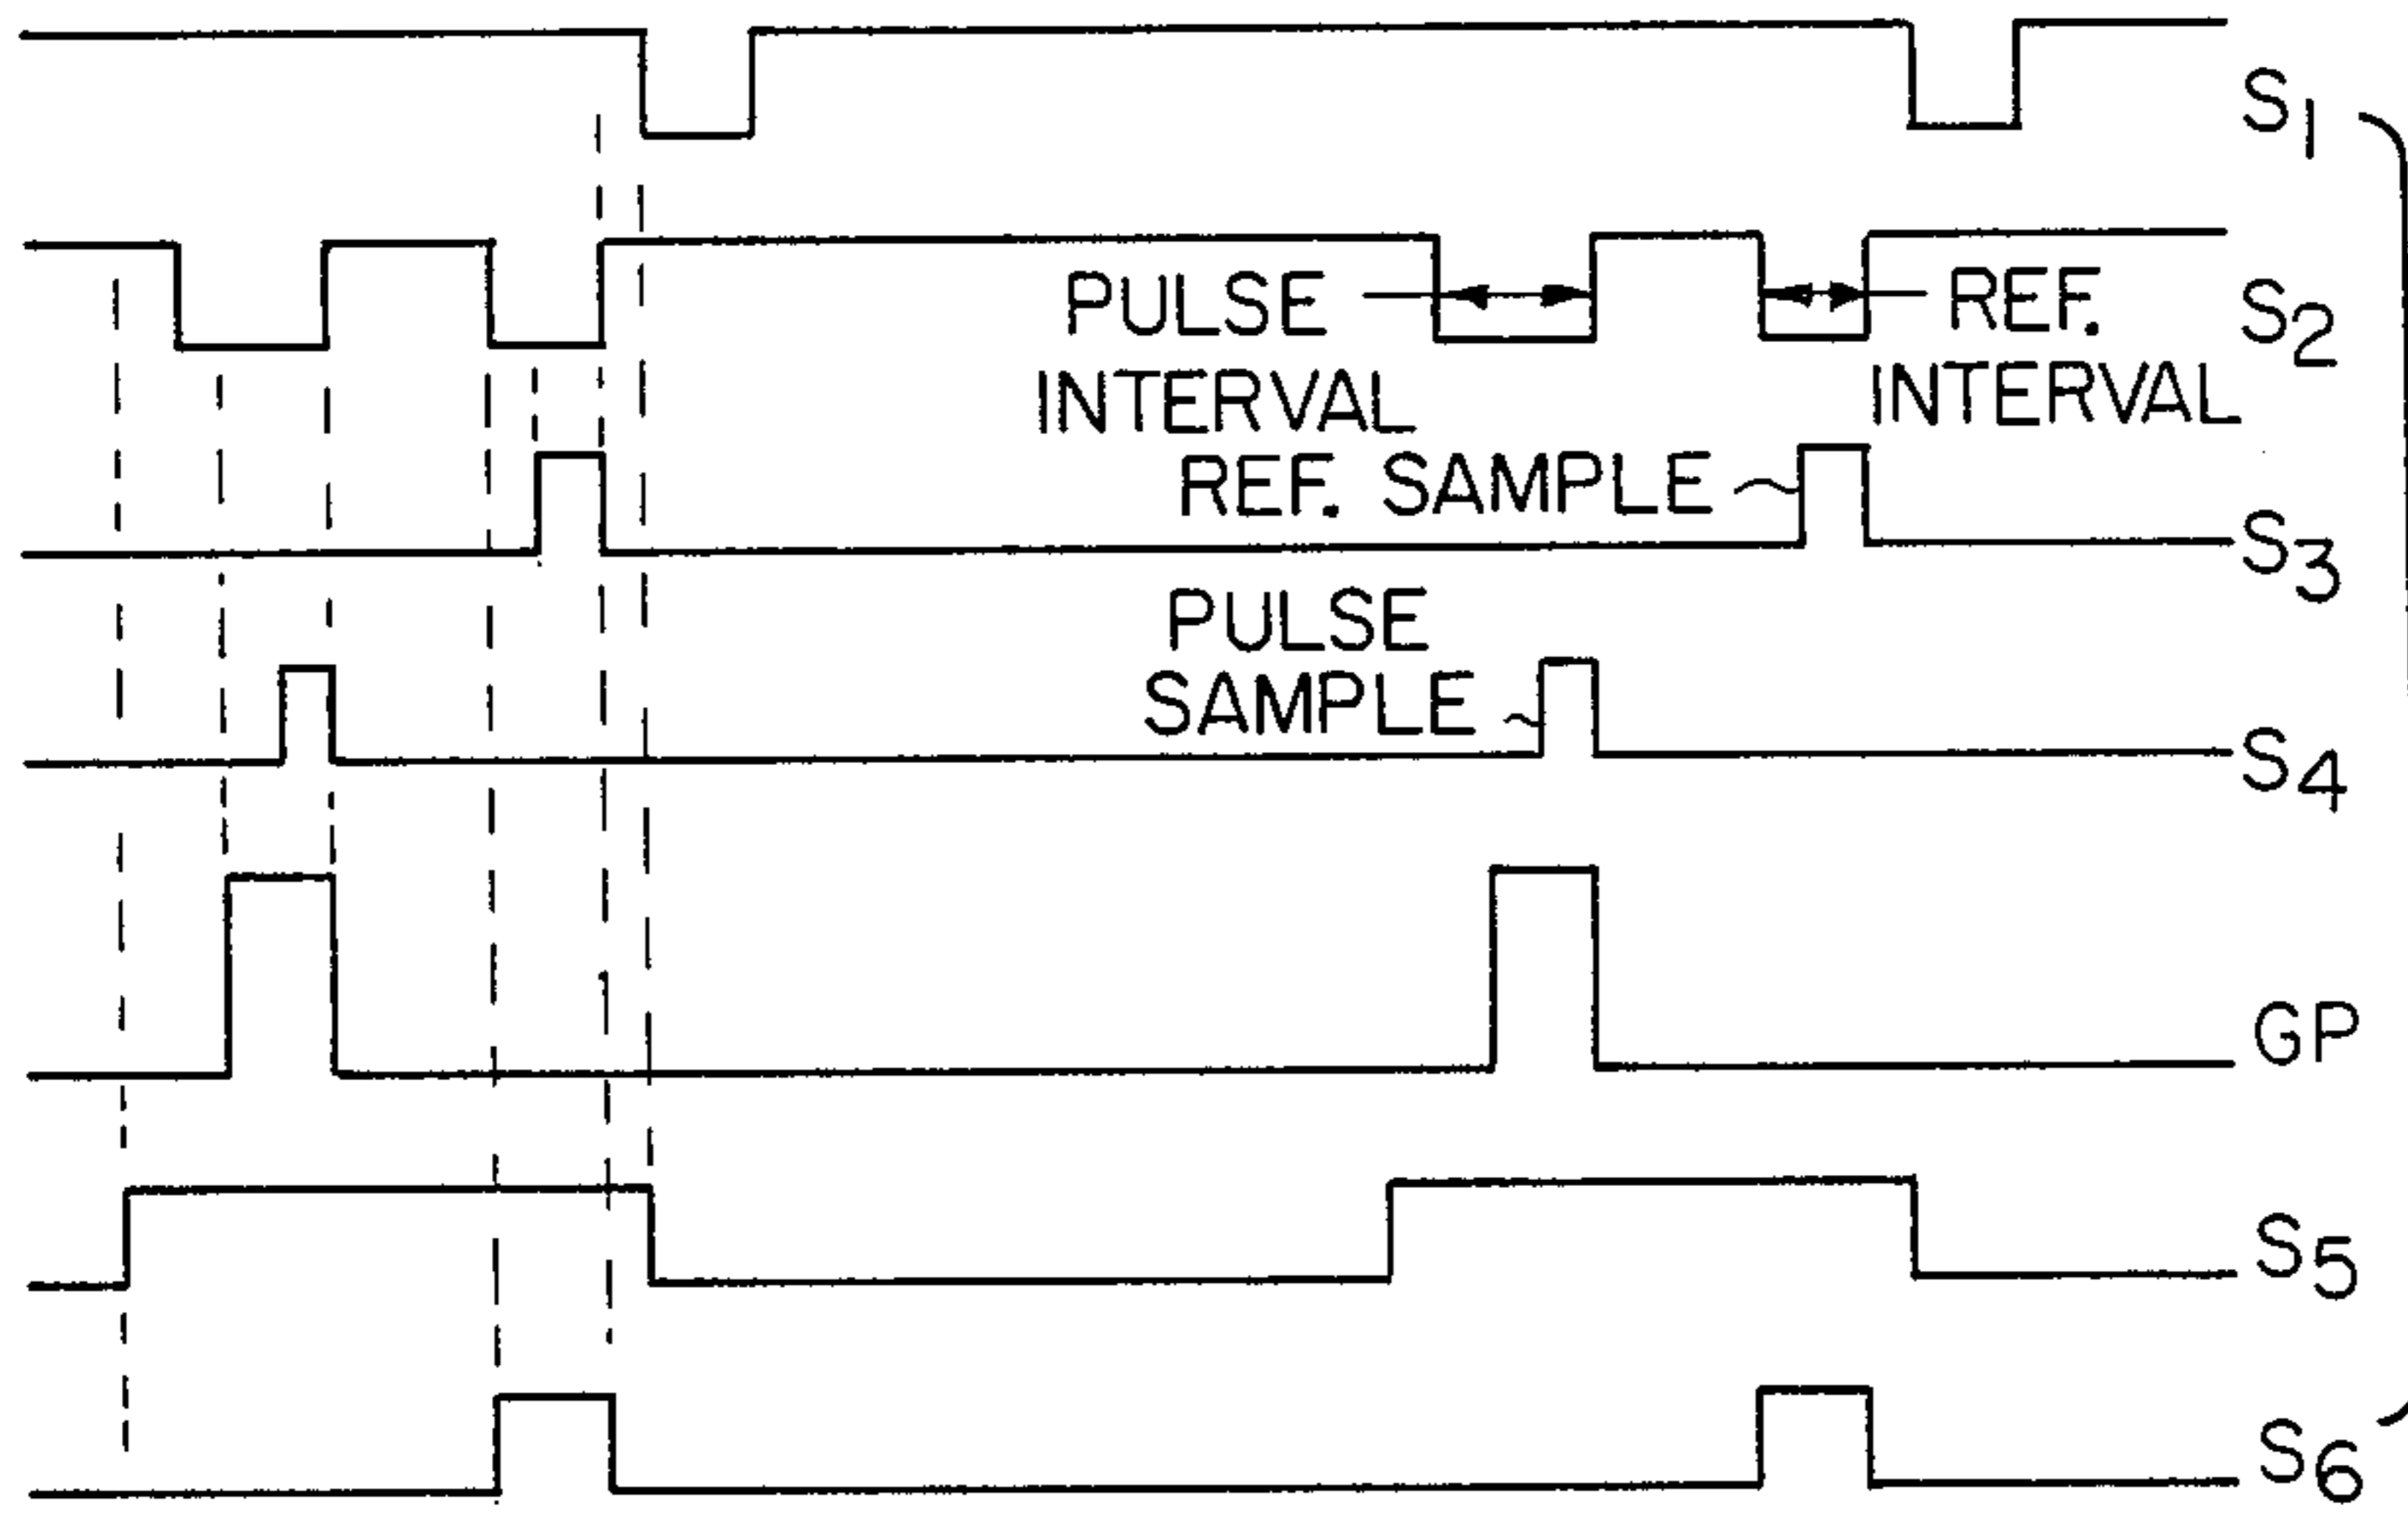 S1
PULSE
INTERVAL
REF.
INTERVAL
S2
REF. SAMPLE
S3
PULSE
SAMPLE
S4
GP
S5
S6